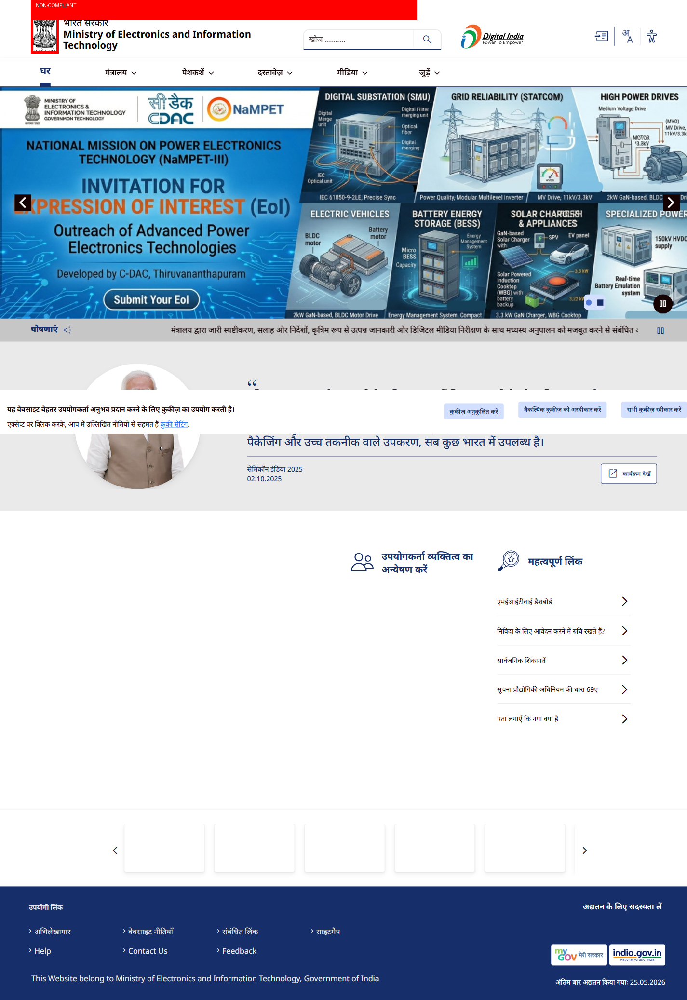 NON-COMPLIANT
भारत सरकार
Ministry of Electronics and Information
Technology
खोज ..........
Digital India
Power To Empower
अ
A
घर
मंत्रालय
पेशकशें
दस्तावेज़
मीडिया
जुड़ें
MINISTRY OF
ELECTRONICS &
INFORMATION TECHNOLOGY
GOVERNMON TECHNOLOGY
सी डैक
CDAC
NaMPET
NATIONAL MISSION ON POWER ELECTRONICS
TECHNOLOGY (NaMPET-III)
INVITATION FOR
XPRESSION OF INTEREST (EoI)
Outreach of Advanced Power
Electronics Technologies
Developed by C-DAC, Thiruvananthapuram
Submit Your EoI
DIGITAL SUBSTATION (SMU)
Digital
Merge
unit
Digital Fillter
merging unit
Optical
fiber
Digital
merging
IEC
Optical unit
IEC 61850-9-2LE, Precise Sync
GRID RELIABILITY (STATCOM)
Power Quality, Modular Multilevel inverter
MV Drive, 11kV/3.3kV
HIGH POWER DRIVES
Medium Voltage Drive
(MVO)
MV Drive,
11kV/3.3k
MOTOR
'3.3kV
2kW GaN-based, BLDC
ELECTRIC VEHICLES
BLDC
motor
Battery
motor
2kW GaN-based, BLDC Motor Drive
BATTERY ENERGY
STORAGE (BESS)
Micro
BESS
Capacity
Energy
Management
System
Energy Management System, Compact
SOLAR
& APPLIANCES
GaN-based
Solar Charger
with
SPV
EV panel
Solar Powered
Induction
Cooktop
(WBG) with
battery
backup
3.3 kW
3.22 kW
3.3 kW GaN Charger, WBG Cooktop
SPECIALIZED POWER
150kV HVDC
supply
Real-time
Battery Emulation
system
घोषणाएं
मंत्रालय द्वारा जारी स्पष्टीकरण, सलाह और निर्देशों, कृत्रिम रूप से उत्पन्न जानकारी और डिजिटल मीडिया निरीक्षण के साथ मध्यस्थ अनुपालन को मजबूत करने से संबंधित
“
यह वेबसाइट बेहतर उपयोगकर्ता अनुभव प्रदान करने के लिए कुकीज़ का उपयोग करती है।
एक्सेप्ट पर क्लिक करके, आप में उल्लिखित नीतियों से सहमत हैं कुकी सेटिंग.
कुकीज़ अनुकूलित करें
वैकल्पिक कुकीज़ को अस्वीकार करें
सभी कुकीज़ स्वीकार करें
पैकेजिंग और उच्च तकनीक वाले उपकरण, सब कुछ भारत में उपलब्ध है।
सेमिकॉन इंडिया 2025
02.10.2025
कार्यक्रम देखें
उपयोगकर्ता व्यक्तित्व का
अन्वेषण करें
महत्वपूर्ण लिंक
एमईआईटीवाई डैशबोर्ड
निविदा के लिए आवेदन करने में रुचि रखते हैं?
सार्वजनिक शिकायतें
सूचना प्रौद्योगिकी अधिनियम की धारा 69ए
पता लगाएँ कि नया क्या है
उपयोगी लिंक
अद्यतन के लिए सदस्यता लें
अभिलेखागार
वेबसाइट नीतियाँ
संबंधित लिंक
साइटमैप
Help
Contact Us
Feedback
my
GOV मेरी सरकार
india.gov.in
National Portal of India
This Website belong to Ministry of Electronics and Information Technology, Government of India
अंतिम बार अद्यतन किया गया: 25.05.2026